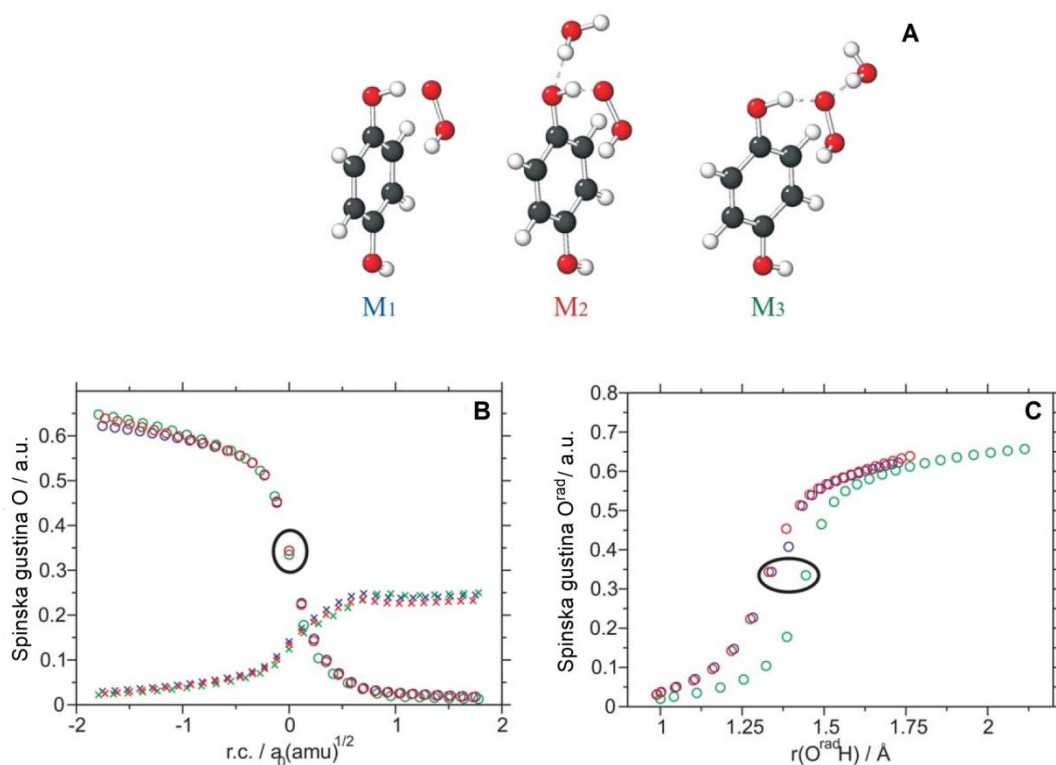 A
M1
M2
M3
B
Spinska gustina O / a.u.
0.6
0.5
0.4
0.3
0.2
0.1
0
-2
-1
0
1
2
r.c. / a0(amu)1/2
C
Spinska gustina Orad/ a.u.
0.8
0.7
0.6
0.5
0.4
0.3
0.2
0.1
0
1
1.25
1.5
1.75
2
r(OradH) / Å